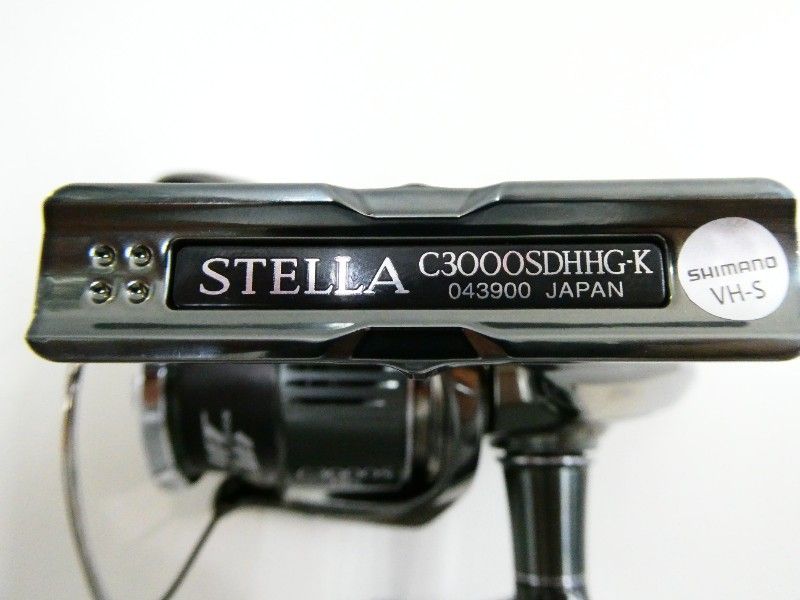 STELLA C3000SDHHG-K
043900 JAPAN
SHIMANO
VH-S